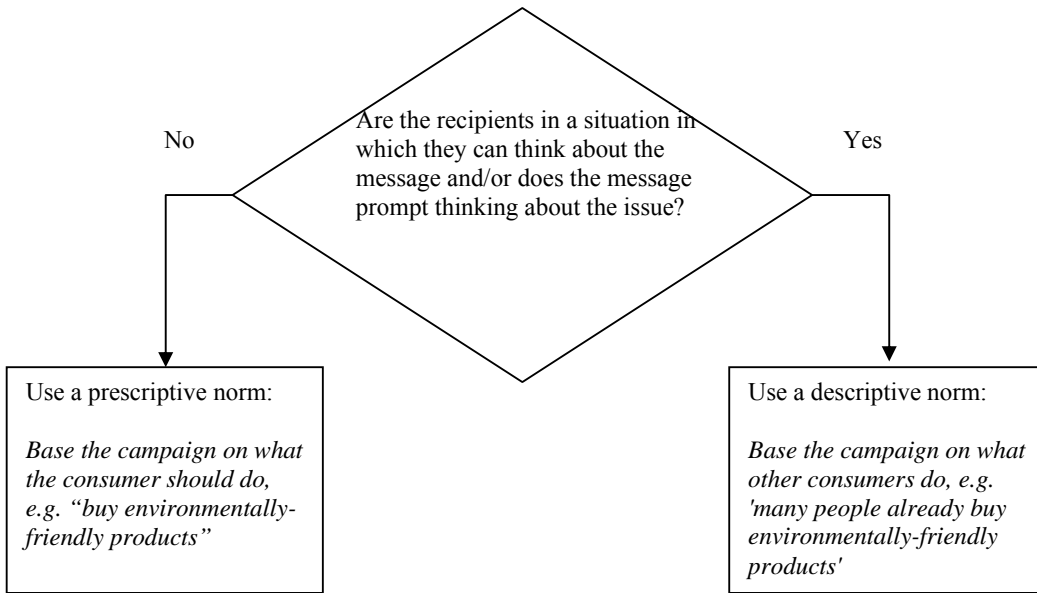 Are the recipients in a situation in
which they can think about the
message and/or does the message
prompt thinking about the issue?
No
Yes
Use a prescriptive norm:
Base the campaign on what
the consumer should do,
e.g. “buy environmentally-
friendly products”
Use a descriptive norm:
Base the campaign on what
other consumers do, e.g.
'many people already buy
environmentally-friendly
products'